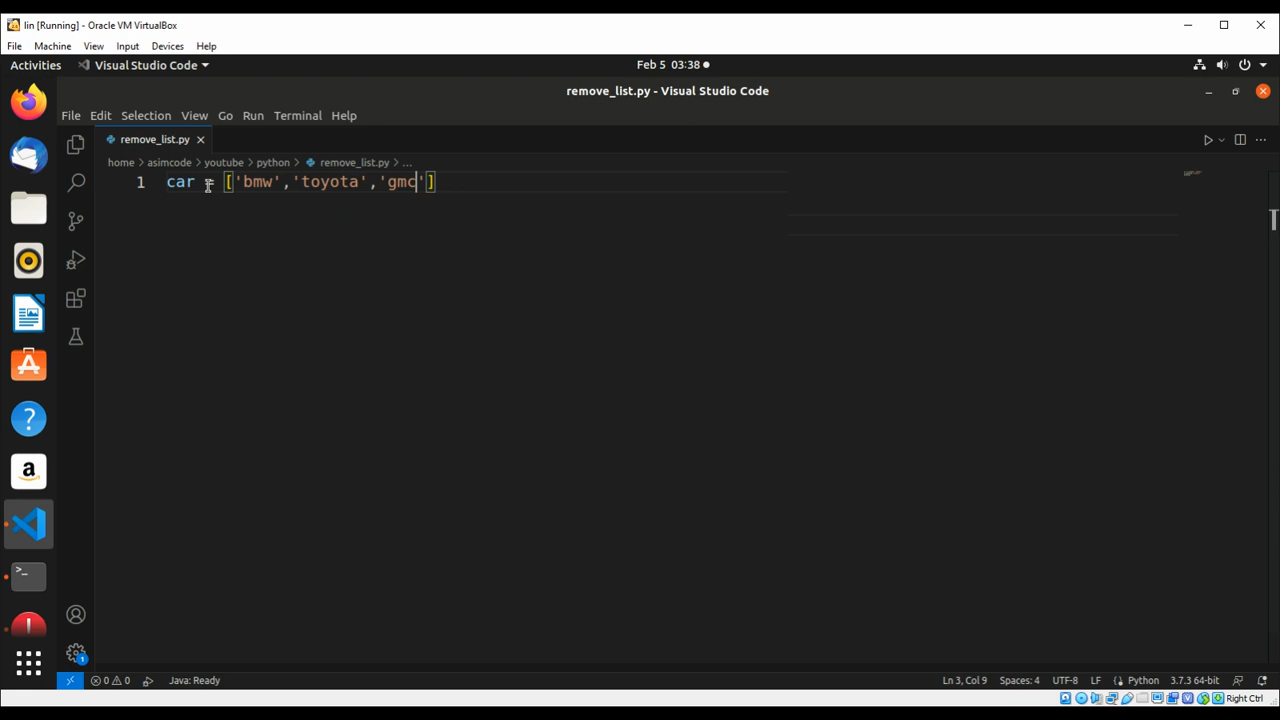 lin [Running] - Oracle VM VirtualBox
File Machine View Input Devices Help
Activities Visual Studio Code Feb 5 03:38
remove_list.py - Visual Studio Code
File Edit Selection View Go Run Terminal Help
remove_list.py
home > asimcode > youtube > python > remove_list.py > ...
1 car = ['bmw','toyota','gmc']
1
0 0 Java: Ready Ln 3, Col 9 Spaces: 4 UTF-8 LF Python 3.7.3 64-bit
Right Ctrl